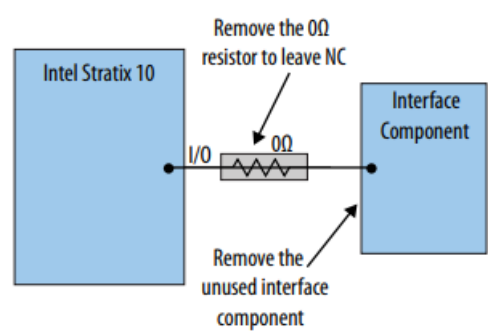 Remove the 0Ω
resistor to leave NC
Intel Stratix 10
Interface
Component
I/O
0Ω
Remove the
unused interface
component